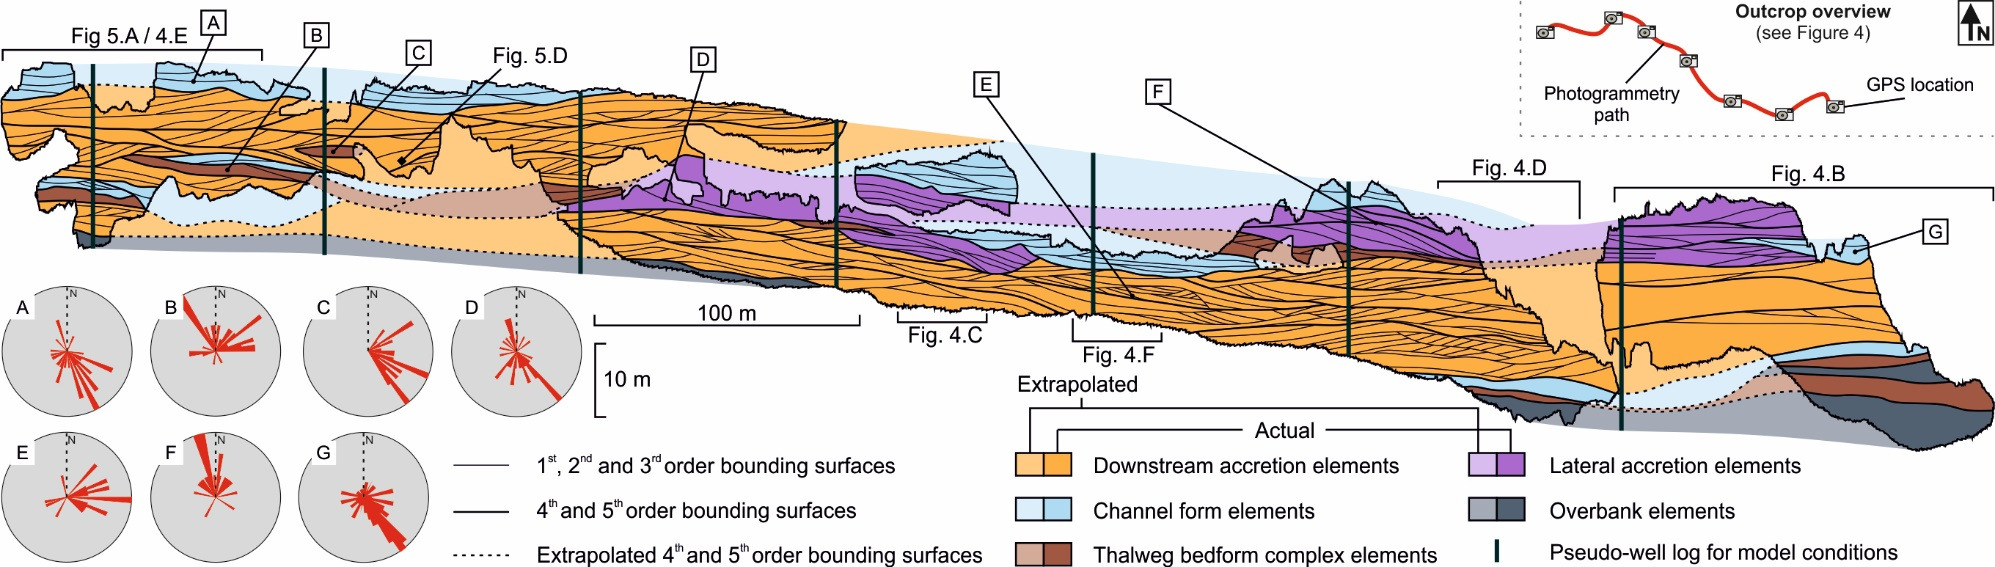 Fig 5.A / 4.E
A
B
C
Fig. 5.D
D
E
F
Outcrop overview
(see Figure 4)
N
Photogrammetry
path
GPS location
Fig. 4.D
Fig. 4.B
G
100 m
10 m
Fig. 4.C
Fig. 4.F
A
N
B
N
C
N
D
N
E
N
F
N
G
N
1st, 2nd and 3rd order bounding surfaces
4th and 5th order bounding surfaces
Extrapolated 4th and 5th order bounding surfaces
Extrapolated
Actual
Downstream accretion elements
Channel form elements
Thalweg bedform complex elements
Lateral accretion elements
Overbank elements
Pseudo-well log for model conditions